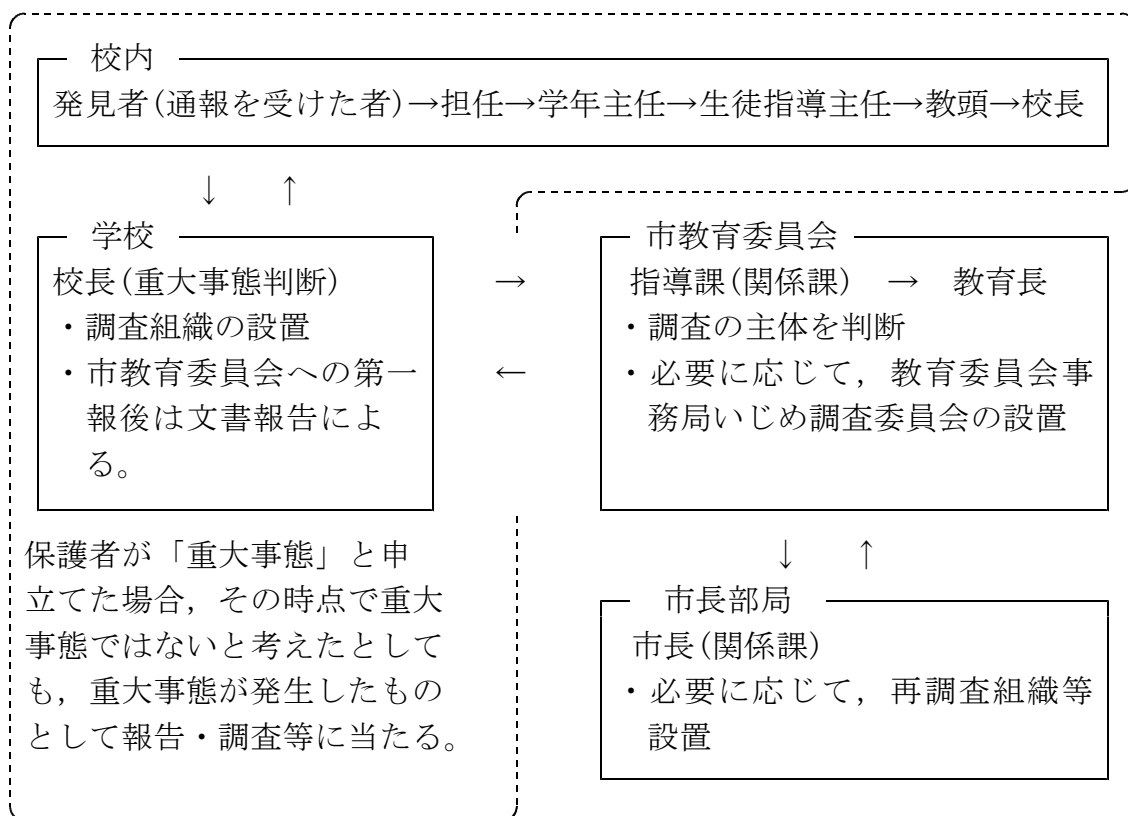 校内
発見者(通報を受けた者)→担任→学年主任→生徒指導主任→教頭→校長
↓ ↑
学校
校長(重大事態判断)
・調査組織の設置
・市教育委員会への第一
報後は文書報告によ
る。
→
←
市教育委員会
指導課(関係課) → 教育長
・調査の主体を判断
・必要に応じて，教育委員会事
務局いじめ調査委員会の設置
保護者が「重大事態」と申
立てた場合，その時点で重大
事態ではないと考えたとして
も，重大事態が発生したもの
として報告・調査等に当たる。
↓ ↑
市長部局
市長(関係課)
・必要に応じて，再調査組織等
設置